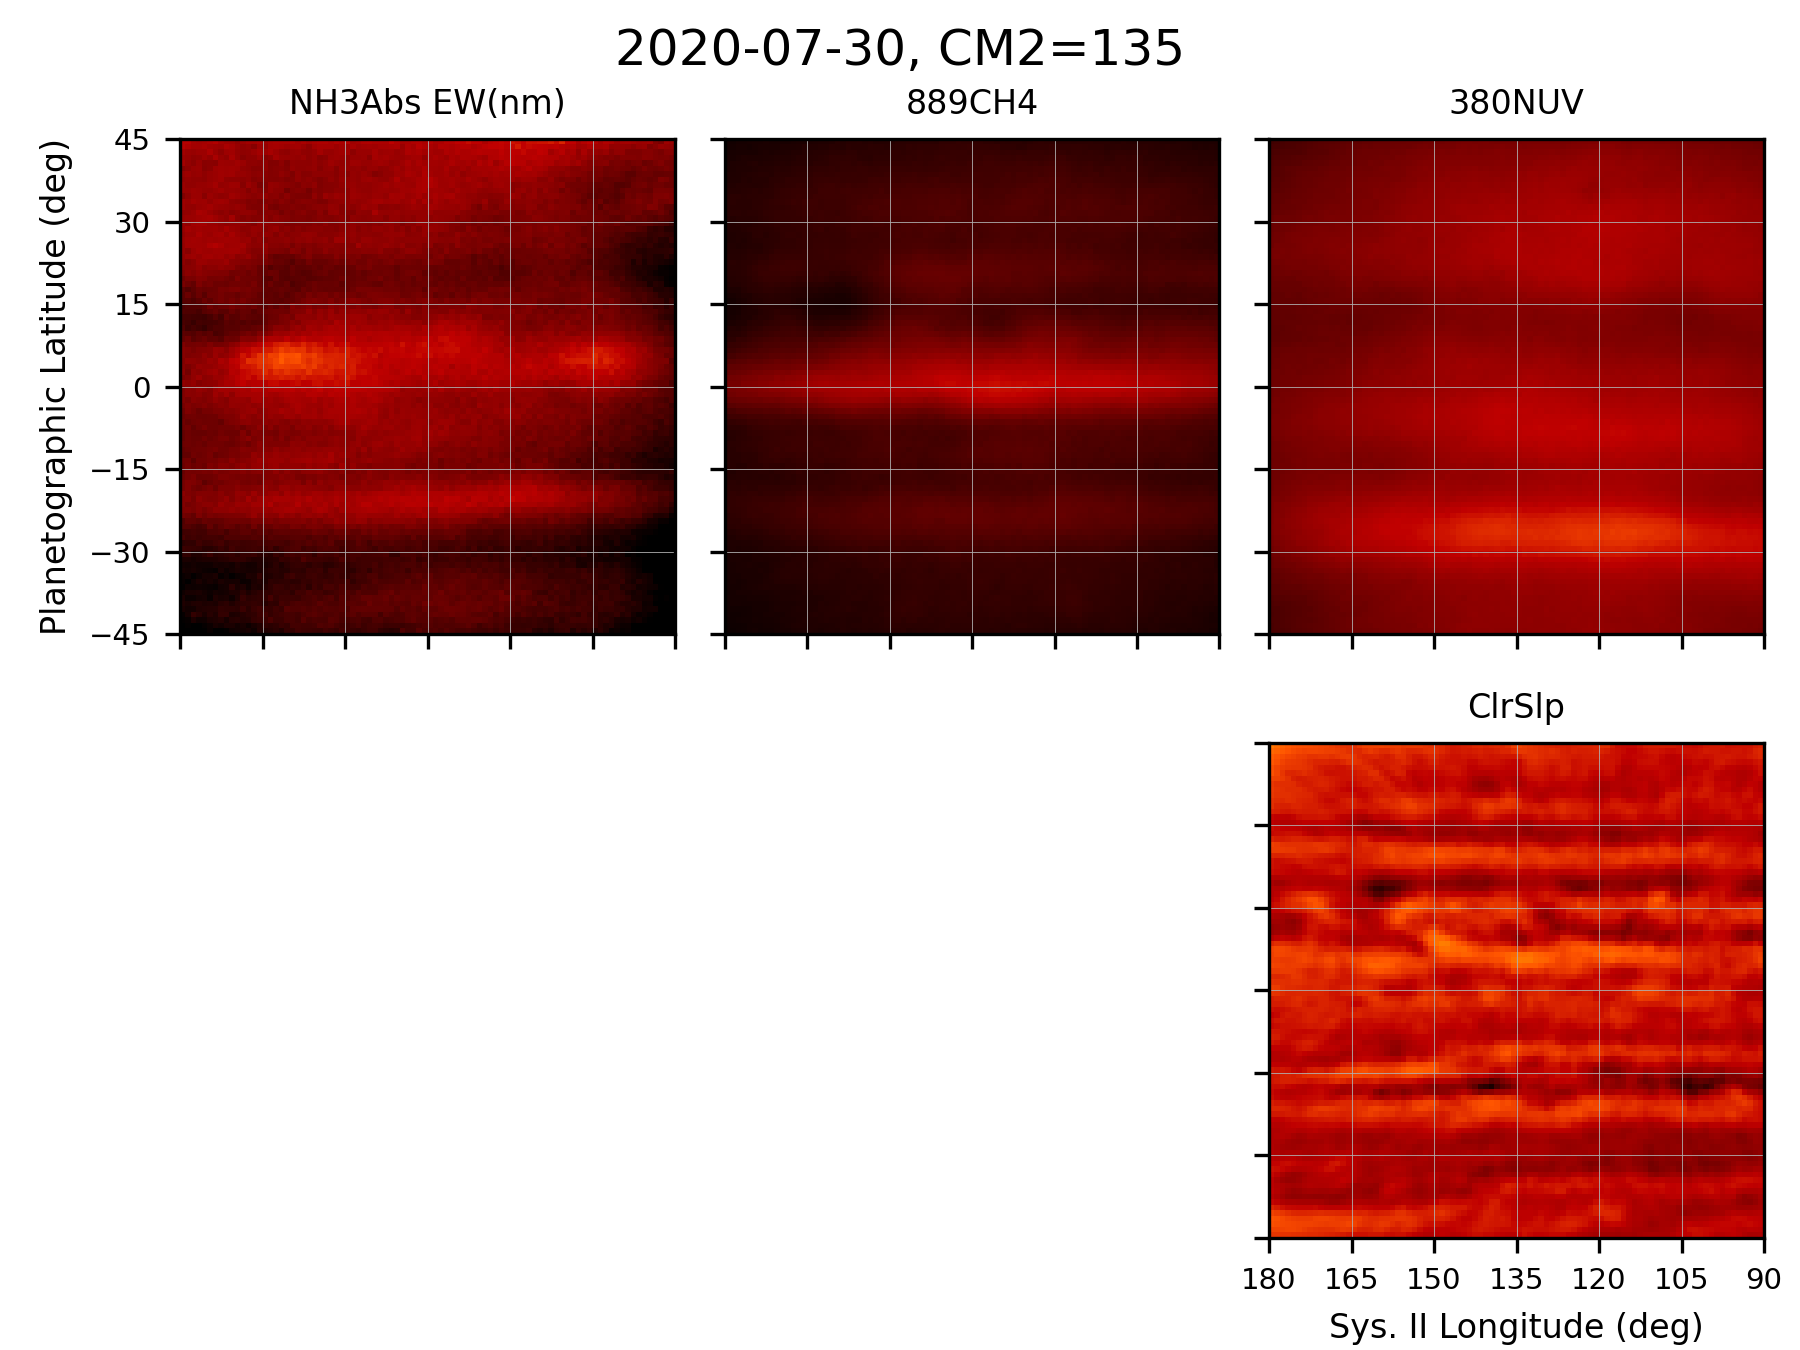 2020-07-30, CM2=135
NH3Abs EW(nm)
889CH4
380NUV
Planetographic Latitude (deg)
45
30
15
0
−15
−30
−45
ClrSlp
180 165 150 135 120 105 90
Sys. II Longitude (deg)